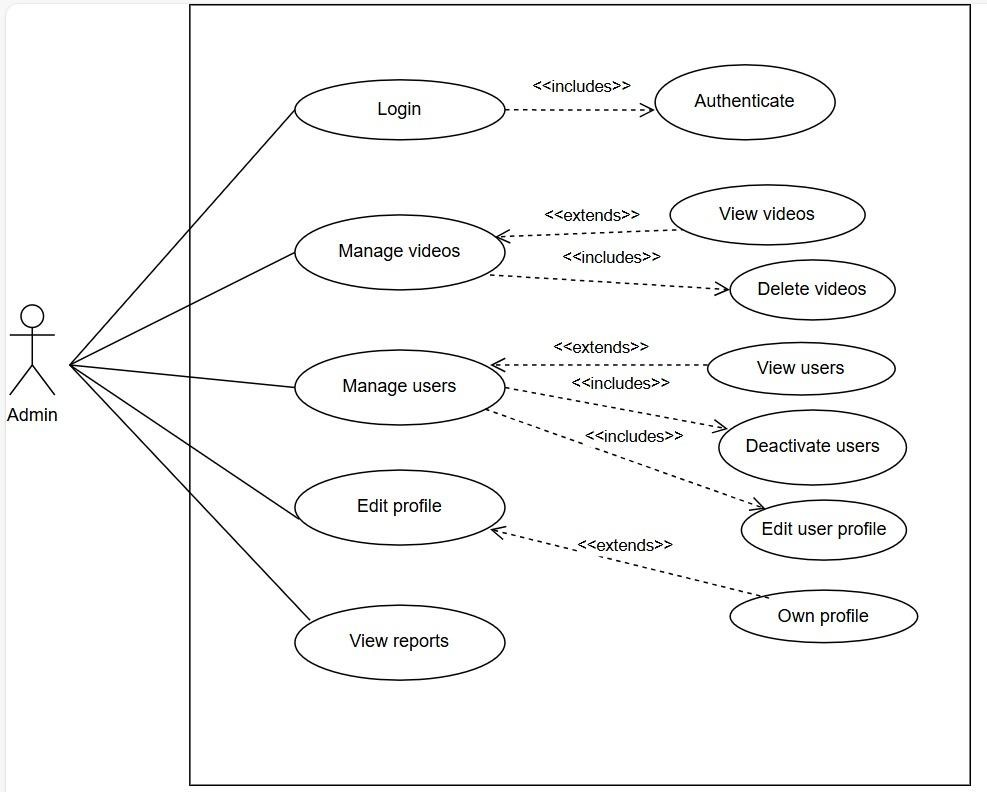 <<includes>>
Login
Authenticate
<<extends>>
View videos
Manage videos
<<includes>>
Delete videos
<<extends>>
View users
Manage users
<<includes>>
Deactivate users
<<includes>>
Admin
Edit profile
Edit user profile
<<extends>>
Own profile
View reports